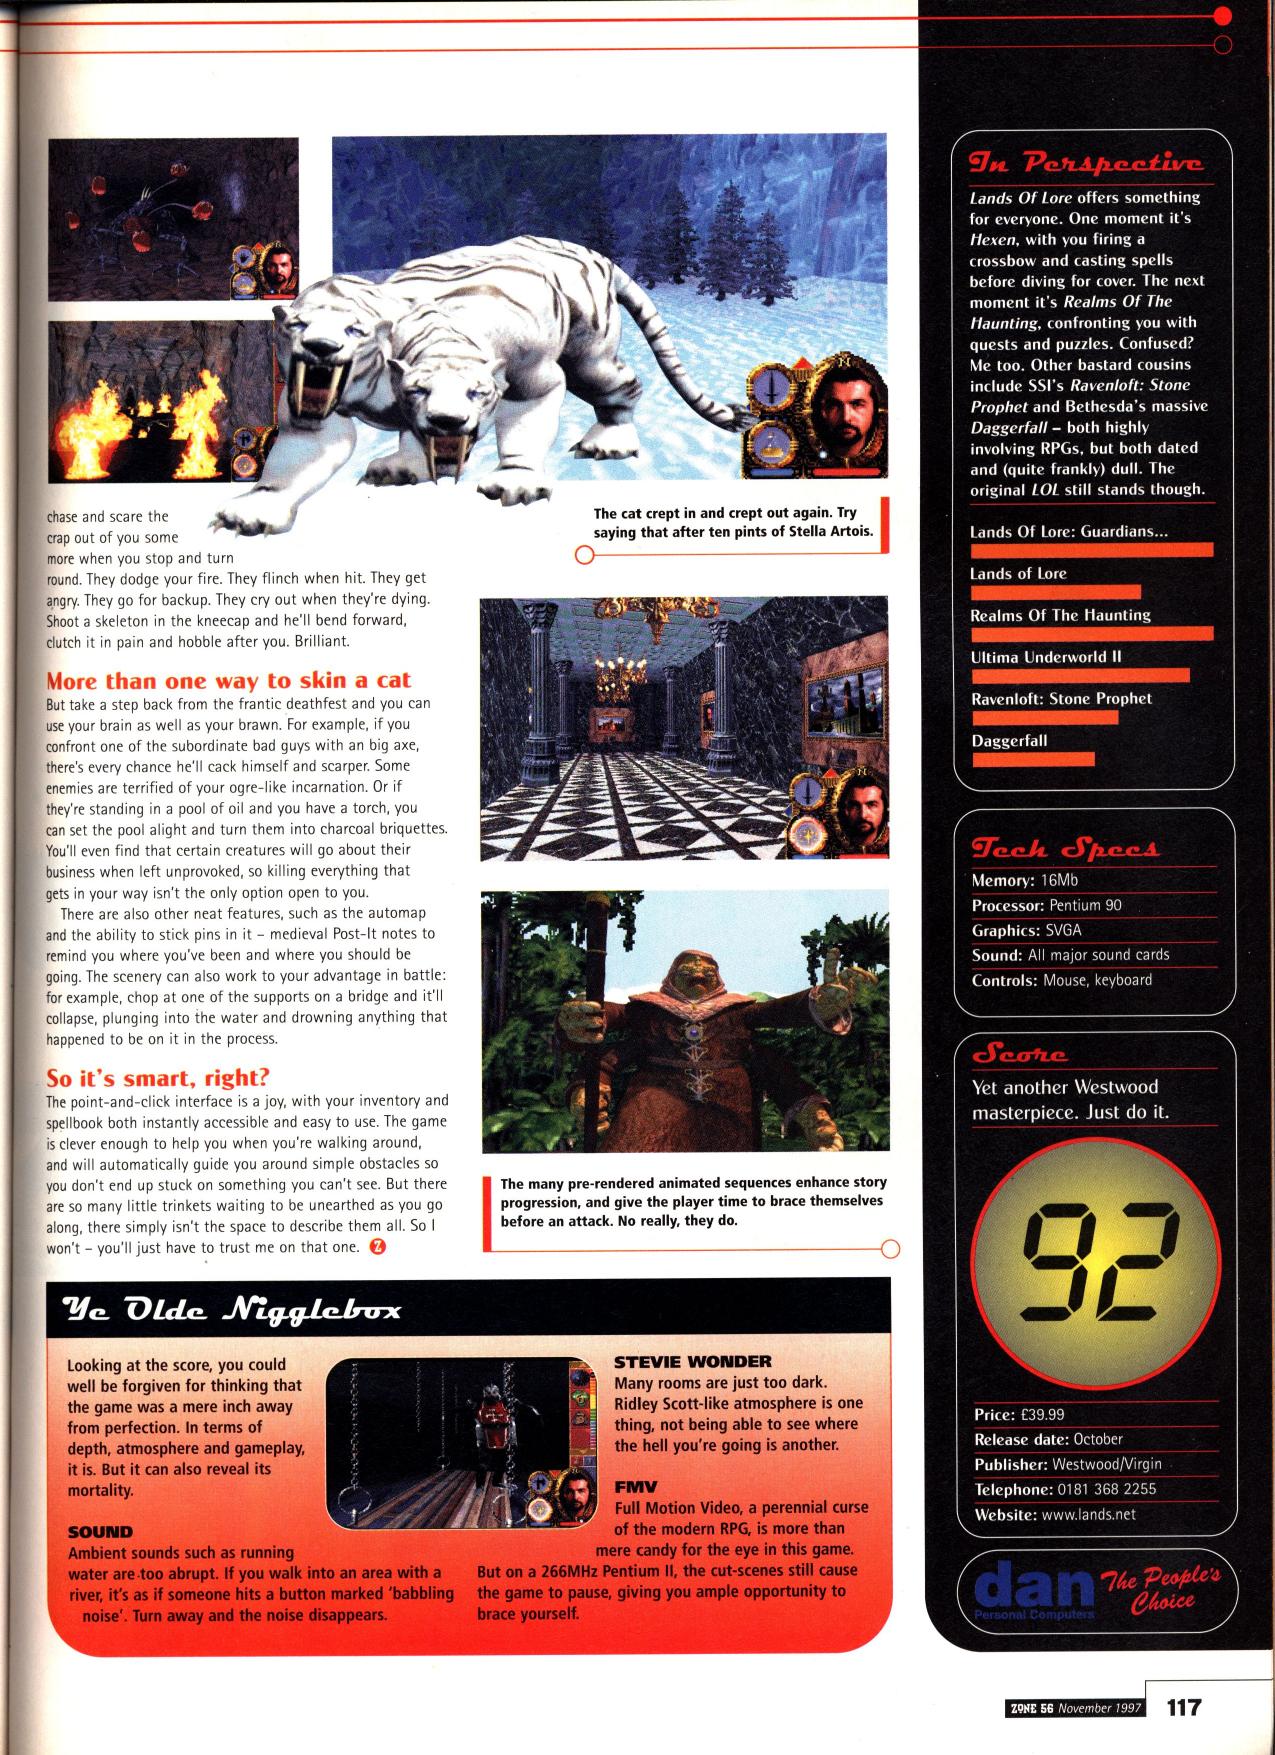 chase and scare the
crap out of you some
more when you stop and turn
round. They dodge your fire. They flinch when hit. They get
angry. They go for backup. They cry out when they're dying.
Shoot a skeleton in the kneecap and he'll bend forward,
clutch it in pain and hobble after you. Brilliant.
More than one way to skin a cat
But take a step back from the frantic deathfest and you can
use your brain as well as your brawn. For example, if you
confront one of the subordinate bad guys with an big axe,
there's every chance he'll cack himself and scarper. Some
enemies are terrified of your ogre-like incarnation. Or if
they're standing in a pool of oil and you have a torch, you
can set the pool alight and turn them into charcoal briquettes.
You'll even find that certain creatures will go about their
business when left unprovoked, so killing everything that
gets in your way isn't the only option open to you.
There are also other neat features, such as the automap
and the ability to stick pins in it – medieval Post-It notes to
remind you where you've been and where you should be
going. The scenery can also work to your advantage in battle:
for example, chop at one of the supports on a bridge and it'll
collapse, plunging into the water and drowning anything that
happened to be on it in the process.
So it's smart, right?
The point-and-click interface is a joy, with your inventory and
spellbook both instantly accessible and easy to use. The game
is clever enough to help you when you're walking around,
and will automatically guide you around simple obstacles so
you don't end up stuck on something you can't see. But there
are so many little trinkets waiting to be unearthed as you go
along, there simply isn't the space to describe them all. So I
won't – you'll just have to trust me on that one. Z
The cat crept in and crept out again. Try
saying that after ten pints of Stella Artois.
The many pre-rendered animated sequences enhance story
progression, and give the player time to brace themselves
before an attack. No really, they do.
Ye Olde Nigglebox
Looking at the score, you could
well be forgiven for thinking that
the game was a mere inch away
from perfection. In terms of
depth, atmosphere and gameplay,
it is. But it can also reveal its
mortality.
SOUND
Ambient sounds such as running
water are too abrupt. If you walk into an area with a
river, it's as if someone hits a button marked 'babbling
noise'. Turn away and the noise disappears.
STEVIE WONDER
Many rooms are just too dark.
Ridley Scott-like atmosphere is one
thing, not being able to see where
the hell you're going is another.
FMV
Full Motion Video, a perennial curse
of the modern RPG, is more than
mere candy for the eye in this game.
But on a 266MHz Pentium II, the cut-scenes still cause
the game to pause, giving you ample opportunity to
brace yourself.
In Perspective
Lands Of Lore offers something
for everyone. One moment it's
Hexen, with you firing a
crossbow and casting spells
before diving for cover. The next
moment it's Realms Of The
Haunting, confronting you with
quests and puzzles. Confused?
Me too. Other bastard cousins
include SSI's Ravenloft: Stone
Prophet and Bethesda's massive
Daggerfall – both highly
involving RPGs, but both dated
and (quite frankly) dull. The
original LOL still stands though.
Lands Of Lore: Guardians...
Lands of Lore
Realms Of The Haunting
Ultima Underworld II
Ravenloft: Stone Prophet
Daggerfall
Tech Specs
Memory: 16Mb
Processor: Pentium 90
Graphics: SVGA
Sound: All major sound cards
Controls: Mouse, keyboard
Score
Yet another Westwood
masterpiece. Just do it.
92
Price: £39.99
Release date: October
Publisher: Westwood/Virgin
Telephone: 0181 368 2255
Website: www.lands.net
dan
Personal Computers
The People's
Choice
ZONE 56 November 1997
117